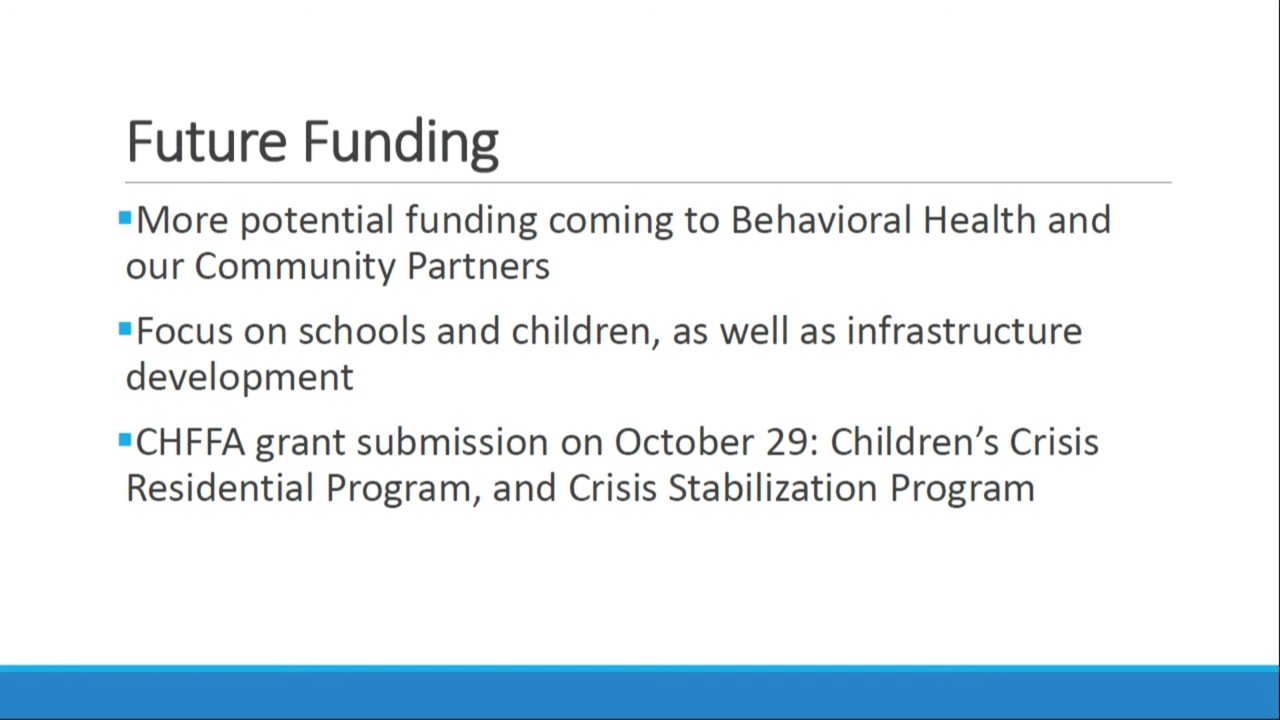 Future Funding
▪More potential funding coming to Behavioral Health and
our Community Partners
▪Focus on schools and children, as well as infrastructure
development
▪CHFFA grant submission on October 29: Children’s Crisis
Residential Program, and Crisis Stabilization Program